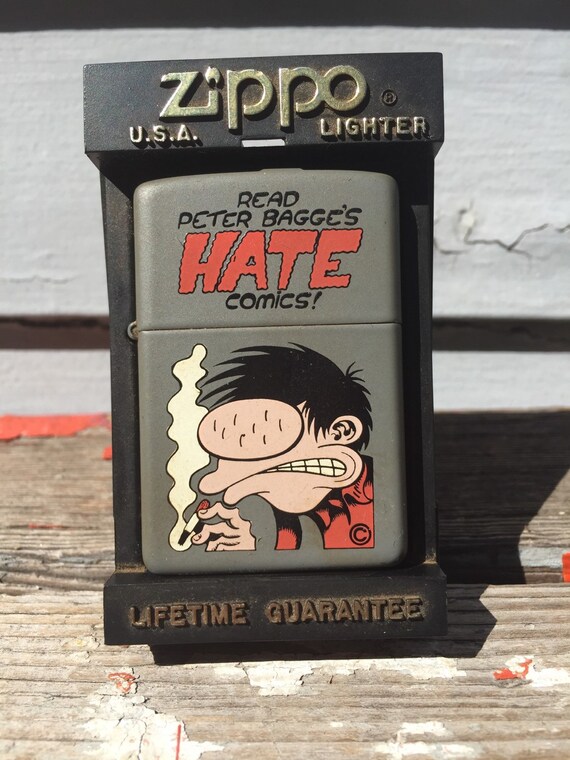 Zippo ®
U.S.A. LIGHTER
READ
PETER BAGGE'S
HATE
COMICS!
©
LIFETIME GUARANTEE